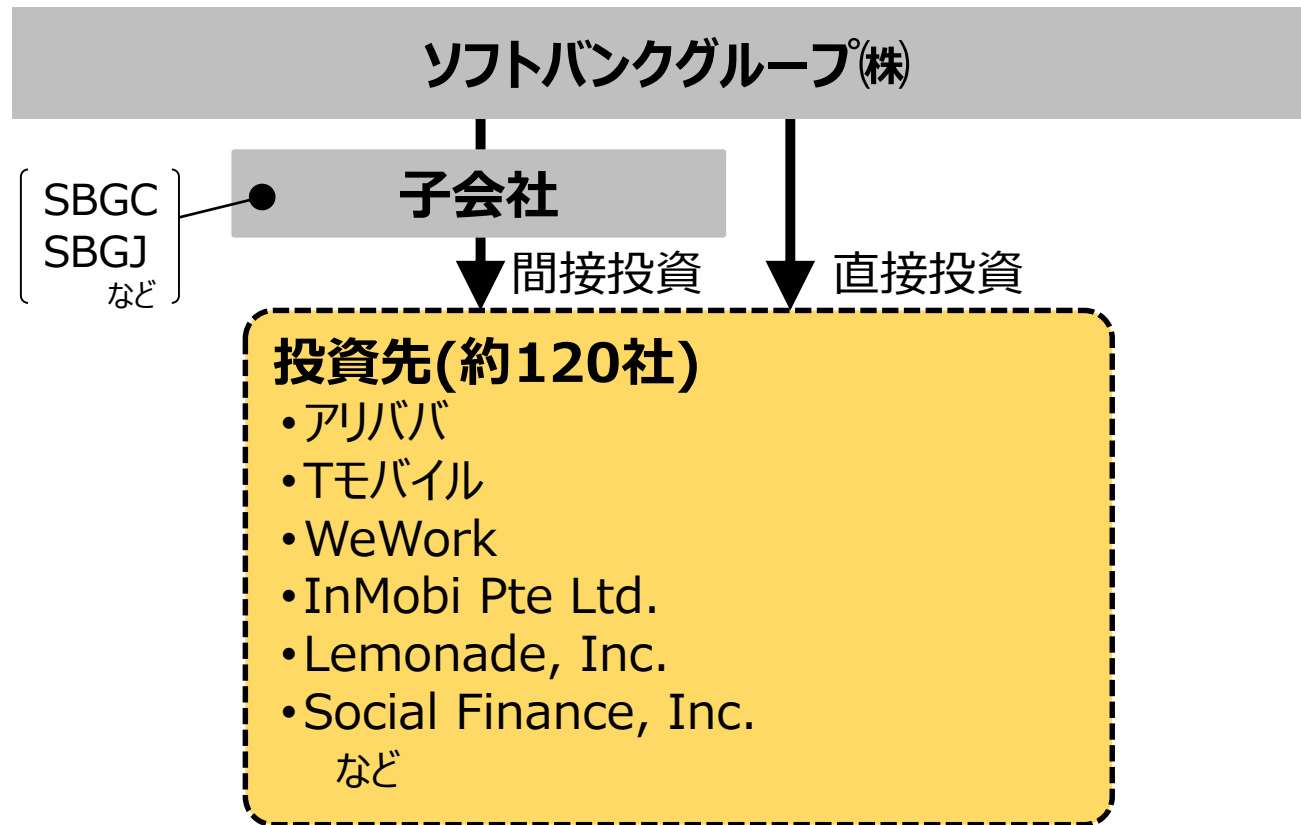 ソフトバンクグループ㈱
子会社
SBGC
SBGJ
など
間接投資
直接投資
投資先(約120社)
•アリババ
•Tモバイル
•WeWork
•InMobi Pte Ltd.
•Lemonade, Inc.
•Social Finance, Inc.
など